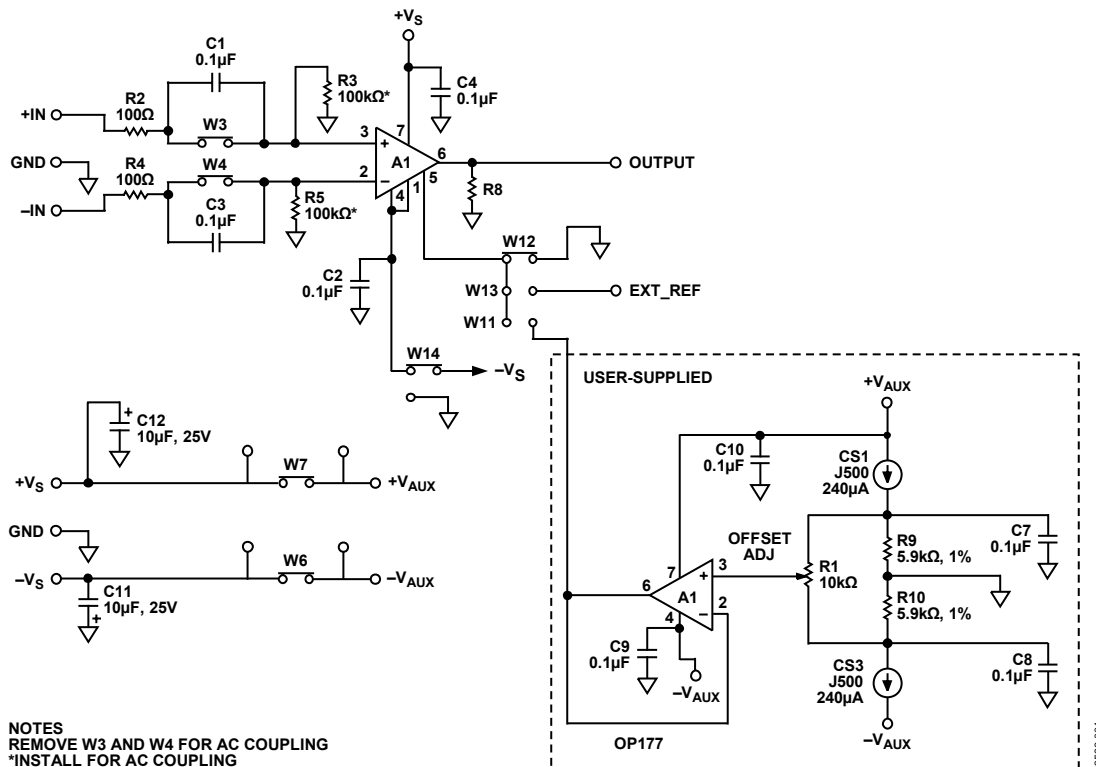 +VS
C1
0.1µF
R2
100Ω
+IN
W3
R3
100kΩ*
C4
0.1µF
3
7
+
A1
6
OUTPUT
GND
R4
100Ω
W4
2
–
4
1
5
R8
–IN
C3
0.1µF
R5
100kΩ*
W12
C2
0.1µF
W13
EXT_REF
W11
W14
–VS
+
C12
10µF, 25V
+VS
W7
+VAUX
GND
–VS
W6
–VAUX
C11
10µF, 25V
+
USER-SUPPLIED
+VAUX
C10
0.1µF
CS1
J500
240µA
OFFSET
ADJ
R1
10kΩ
R9
5.9kΩ, 1%
C7
0.1µF
7
3
6
+
A1
2
–
4
R10
5.9kΩ, 1%
C9
0.1µF
–VAUX
CS3
J500
240µA
C8
0.1µF
–VAUX
OP177
NOTES
REMOVE W3 AND W4 FOR AC COUPLING
*INSTALL FOR AC COUPLING